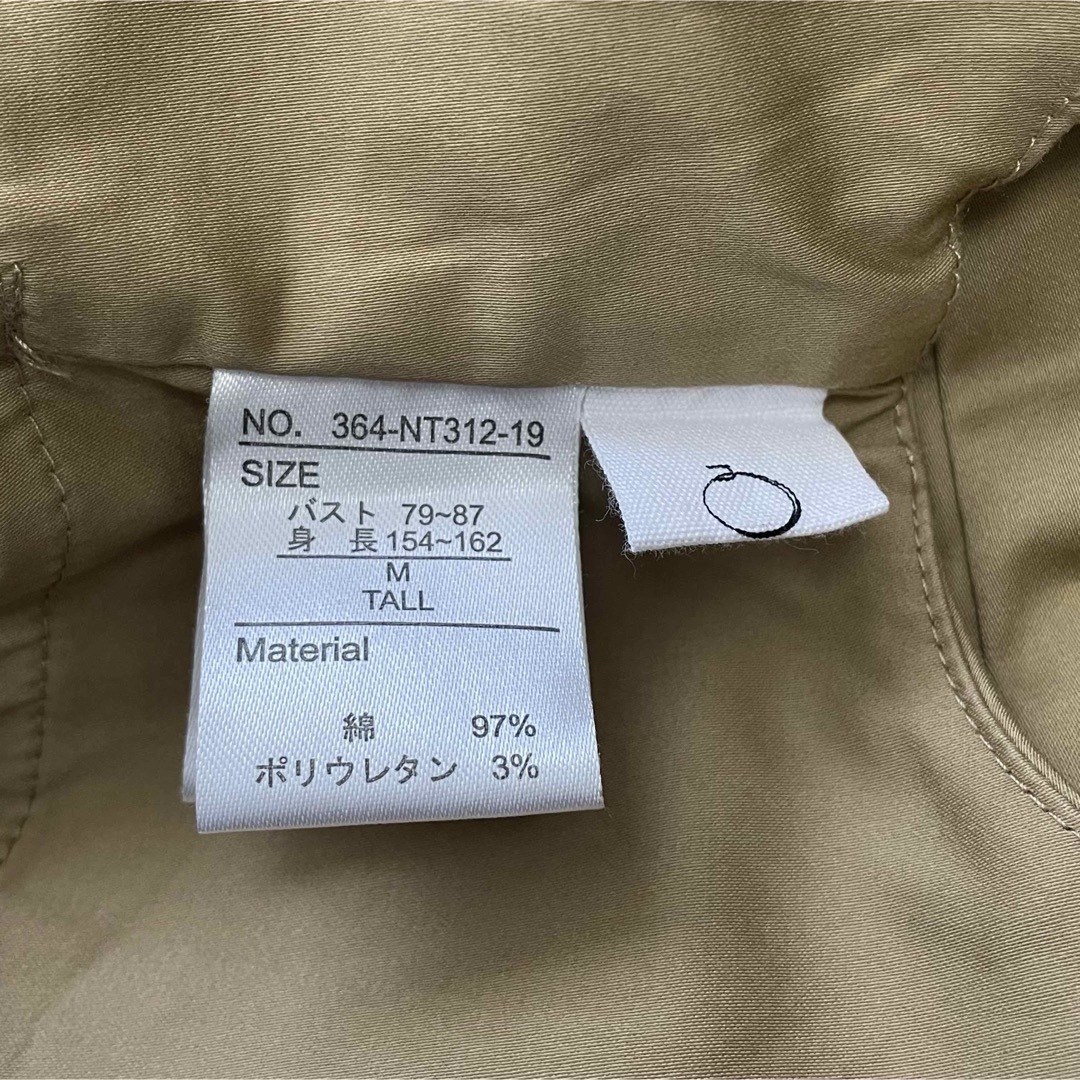 NO. 364-NT312-19
SIZE
バスト 79~87
身 長 154~162
M
TALL
Material
綿 97%
ポリウレタン 3%